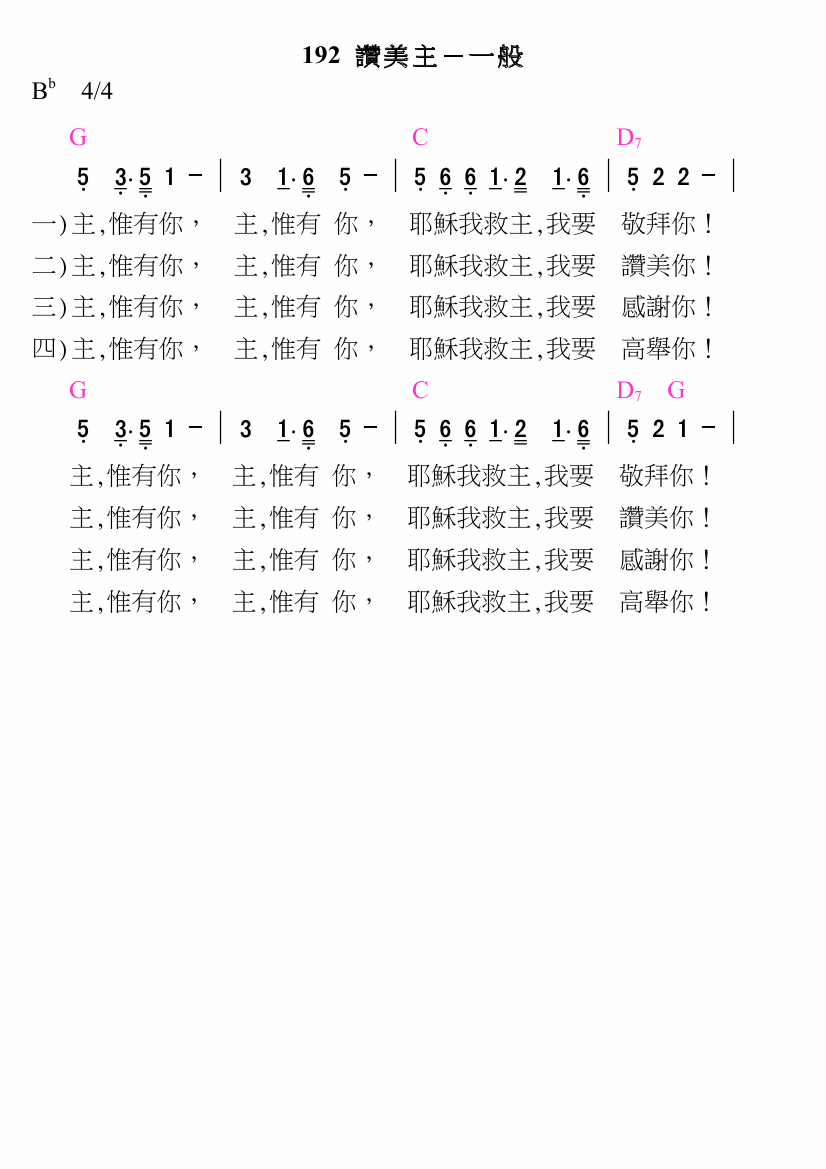 192 讚美主－一般
B♭ 4/4
G C D7
5 3·5 1 － | 3 1·6 5 － | 5 6 6 1·2 1·6 | 5 2 2 － |
一)主,惟有你， 主,惟有 你， 耶穌我救主,我要 敬拜你！
二)主,惟有你， 主,惟有 你， 耶穌我救主,我要 讚美你！
三)主,惟有你， 主,惟有 你， 耶穌我救主,我要 感謝你！
四)主,惟有你， 主,惟有 你， 耶穌我救主,我要 高舉你！
G C D7 G
5 3·5 1 － | 3 1·6 5 － | 5 6 6 1·2 1·6 | 5 2 1 － |
主,惟有你， 主,惟有 你， 耶穌我救主,我要 敬拜你！
主,惟有你， 主,惟有 你， 耶穌我救主,我要 讚美你！
主,惟有你， 主,惟有 你， 耶穌我救主,我要 感謝你！
主,惟有你， 主,惟有 你， 耶穌我救主,我要 高舉你！